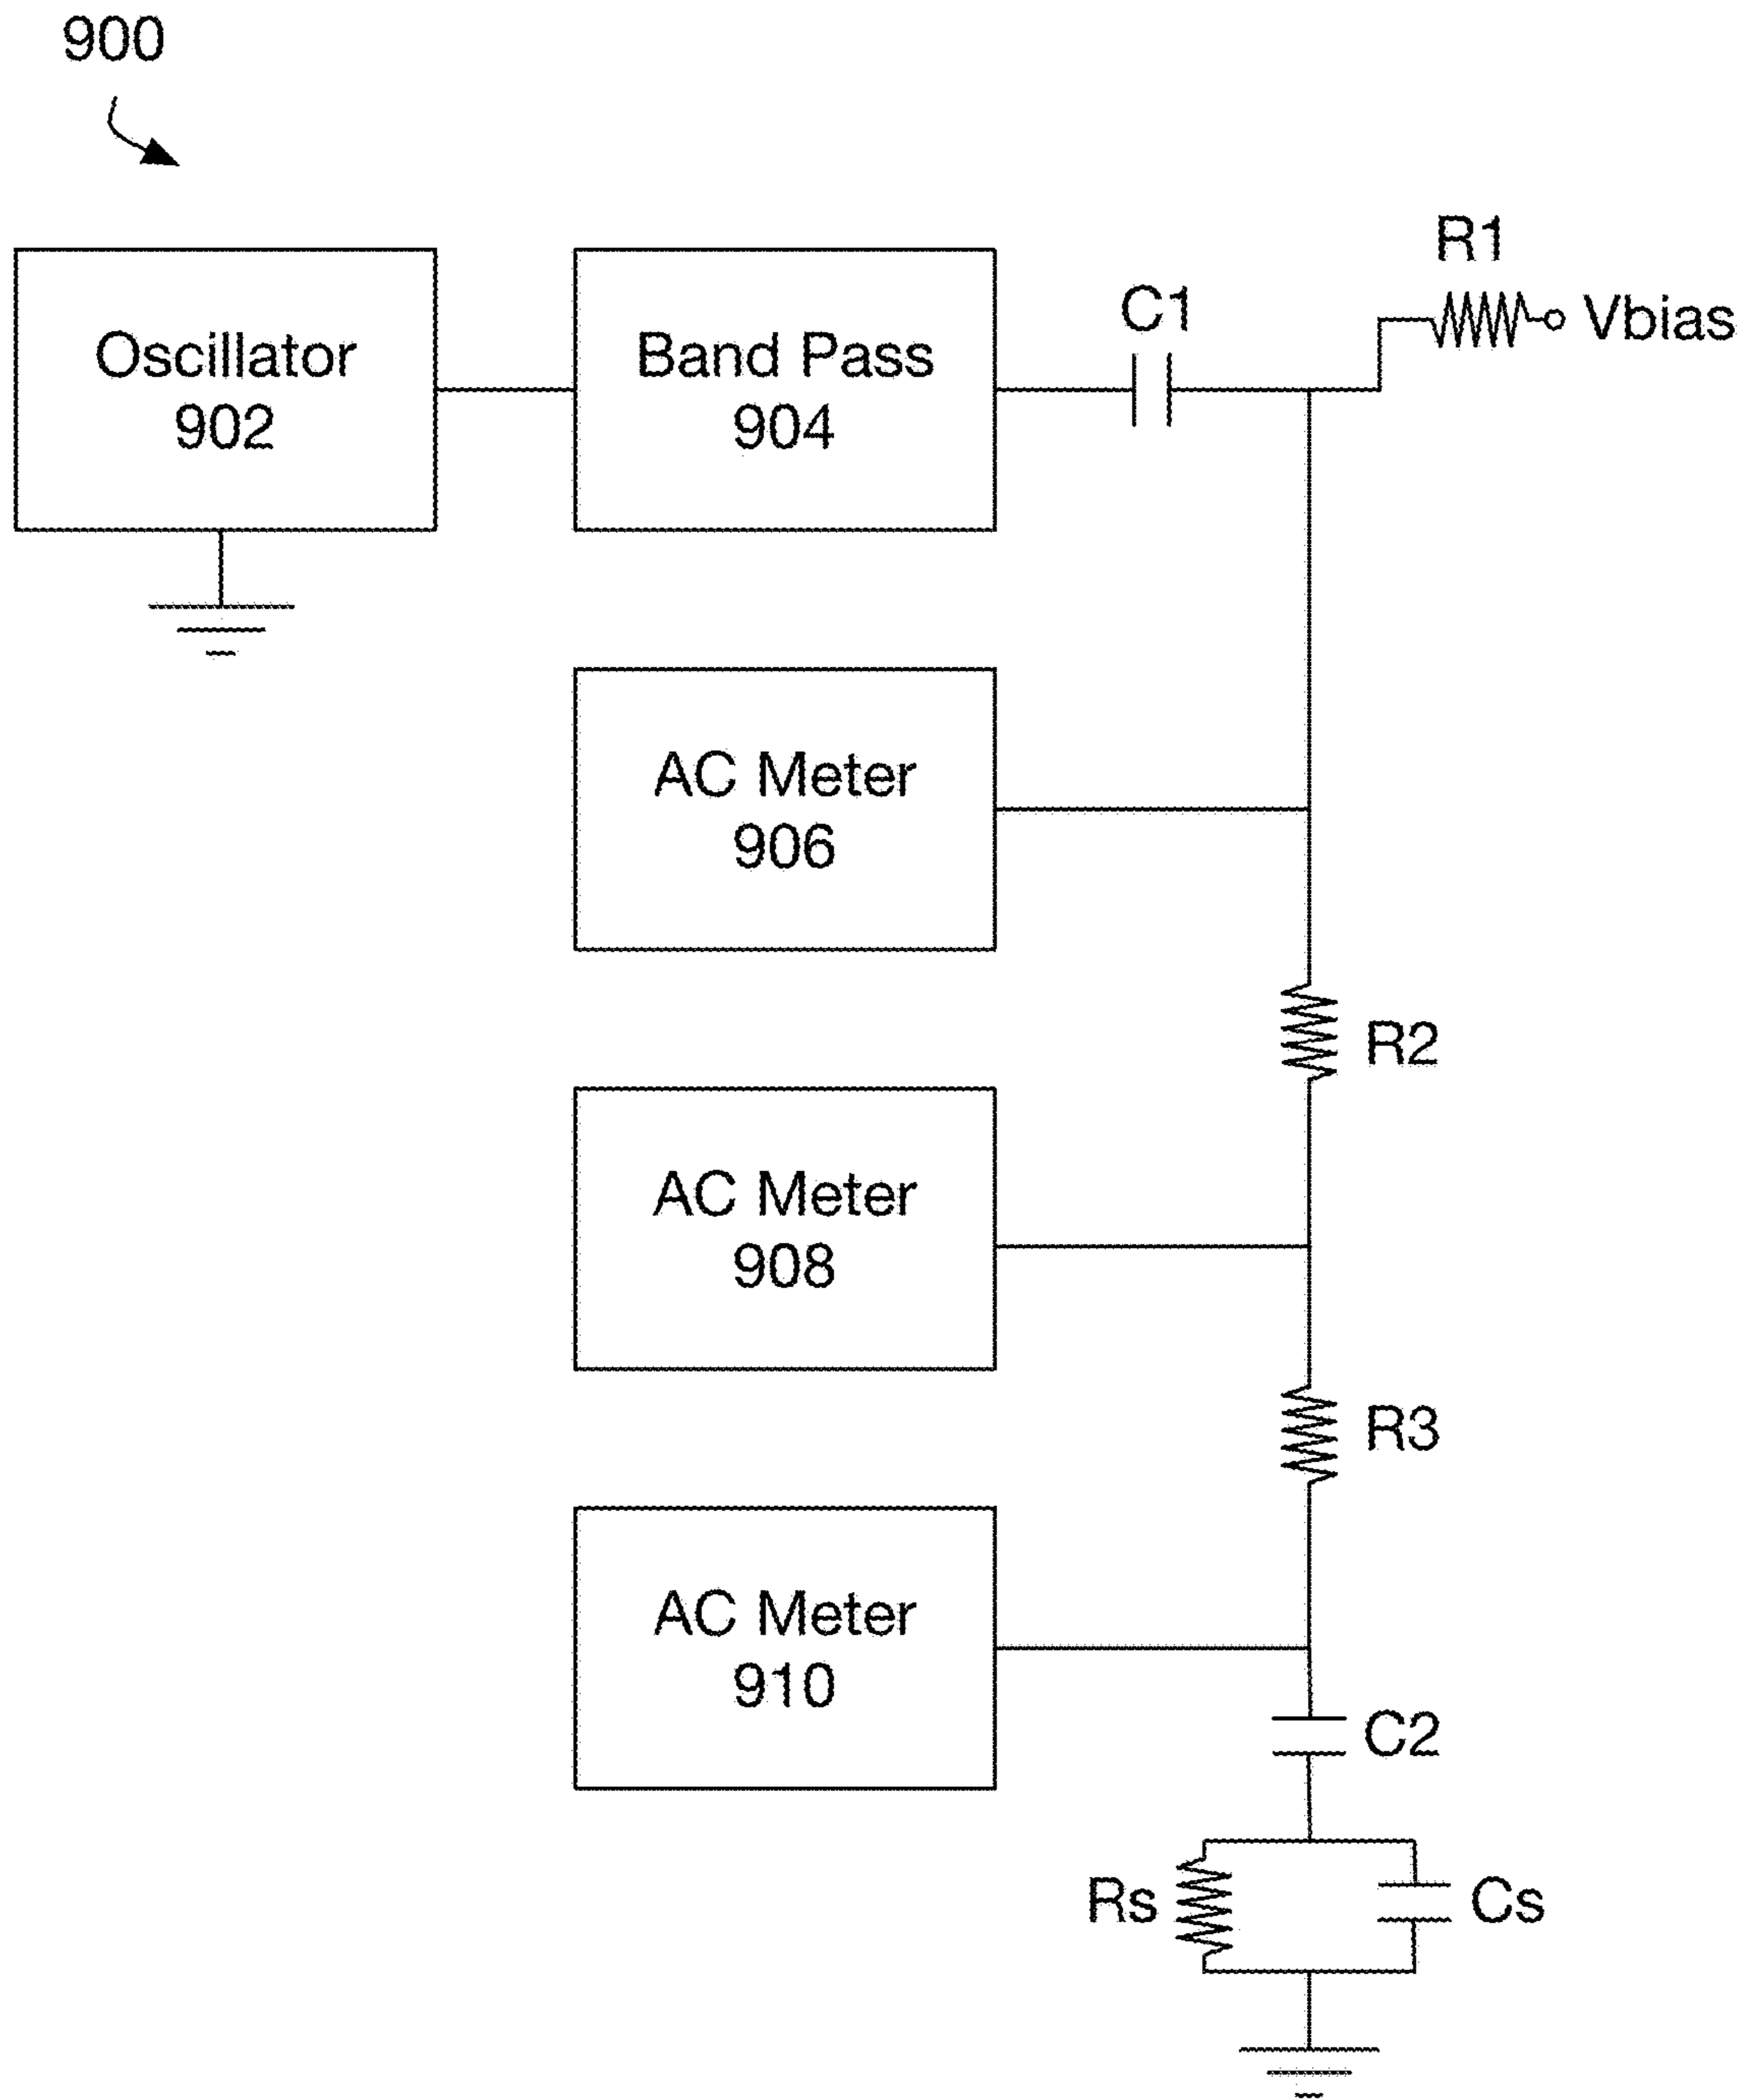 900
R1
C1
Vbias
Oscillator
902
Band Pass
904
AC Meter
906
R2
AC Meter
908
R3
AC Meter
910
C2
Rs
Cs